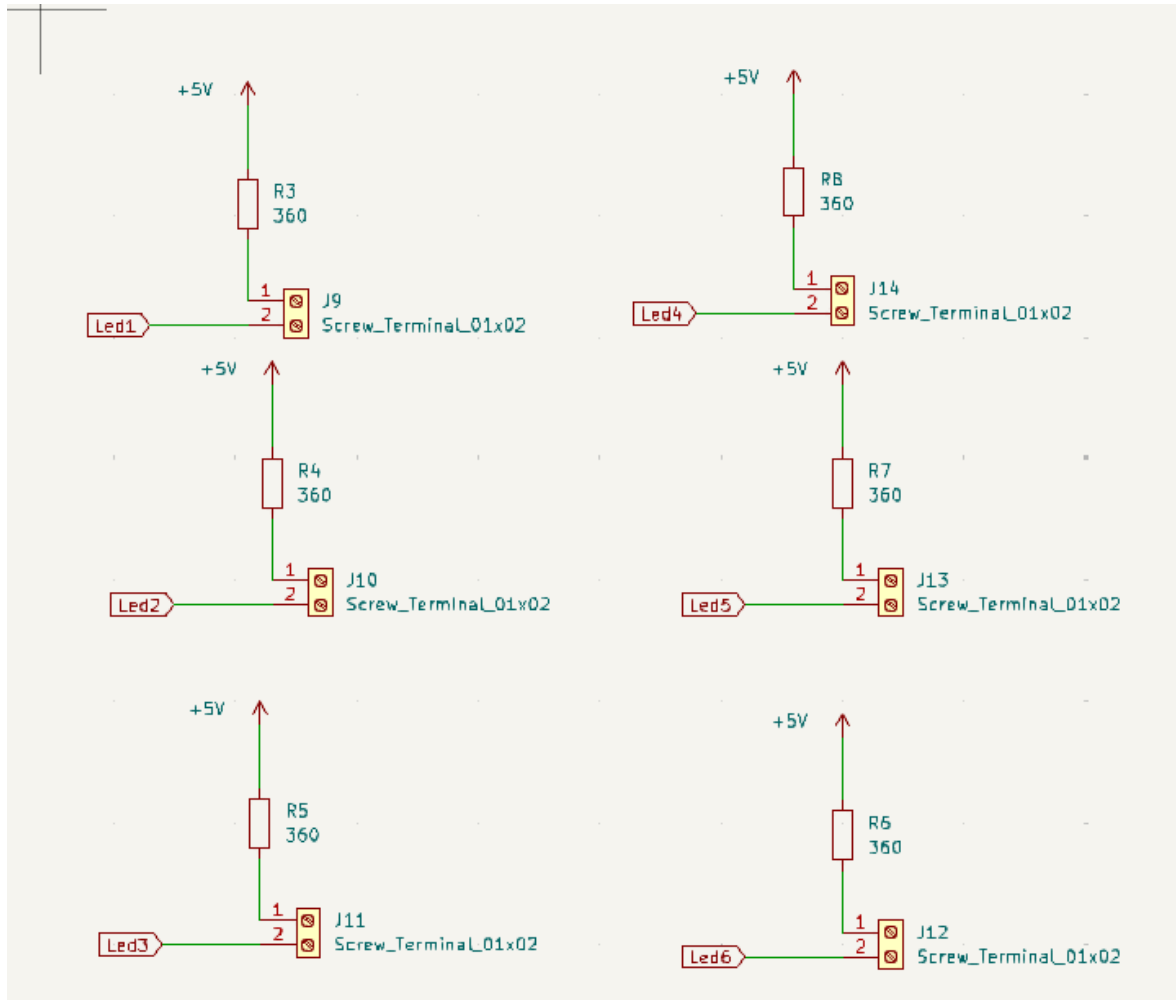 +5V
R3
360
1
J9
2
Led1
Screw_Terminal_01x02
+5V
R8
360
1
J14
2
Led4
Screw_Terminal_01x02
+5V
R4
360
1
J10
2
Led2
Screw_Terminal_01x02
+5V
R7
360
1
J13
2
Led5
Screw_Terminal_01x02
+5V
R5
360
1
J11
2
Led3
Screw_Terminal_01x02
+5V
R6
360
1
J12
2
Led6
Screw_Terminal_01x02